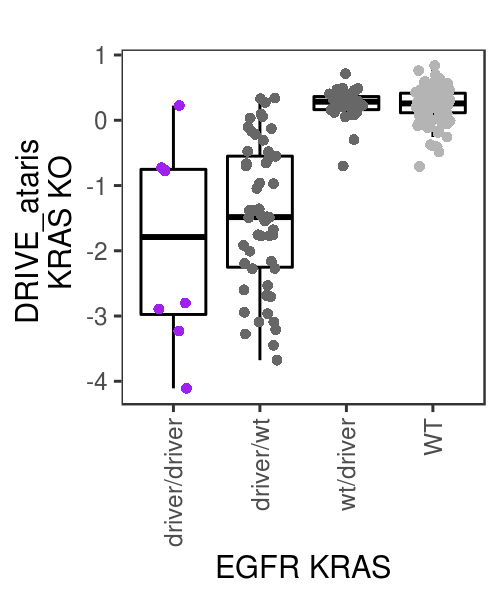 DRIVE_ataris
KRAS KO
1
0
-1
-2
-3
-4
driver/driver
driver/wt
wt/driver
WT
EGFR KRAS